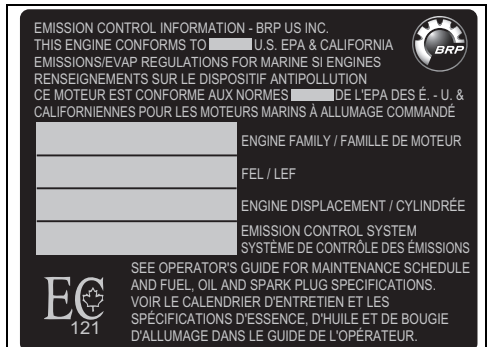 EMISSION CONTROL INFORMATION - BRP US INC.
THIS ENGINE CONFORMS TO U.S. EPA & CALIFORNIA
EMISSIONS/EVAP REGULATIONS FOR MARINE SI ENGINES
RENSEIGNEMENTS SUR LE DISPOSITIF ANTIPOLLUTION
CE MOTEUR EST CONFORME AUX NORMES DE L'EPA DES É. - U. &
CALIFORNIENNES POUR LES MOTEURS MARINS À ALLUMAGE COMMANDÉ
BRP
ENGINE FAMILY / FAMILLE DE MOTEUR
FEL / LEF
ENGINE DISPLACEMENT / CYLINDRÉE
EMISSION CONTROL SYSTEM
SYSTÈME DE CONTRÔLE DES ÉMISSIONS
EC
121
SEE OPERATOR'S GUIDE FOR MAINTENANCE SCHEDULE
AND FUEL, OIL AND SPARK PLUG SPECIFICATIONS.
VOIR LE CALENDRIER D'ENTRETIEN ET LES
SPÉCIFICATIONS D'ESSENCE, D'HUILE ET DE BOUGIE
D'ALLUMAGE DANS LE GUIDE DE L'OPÉRATEUR.